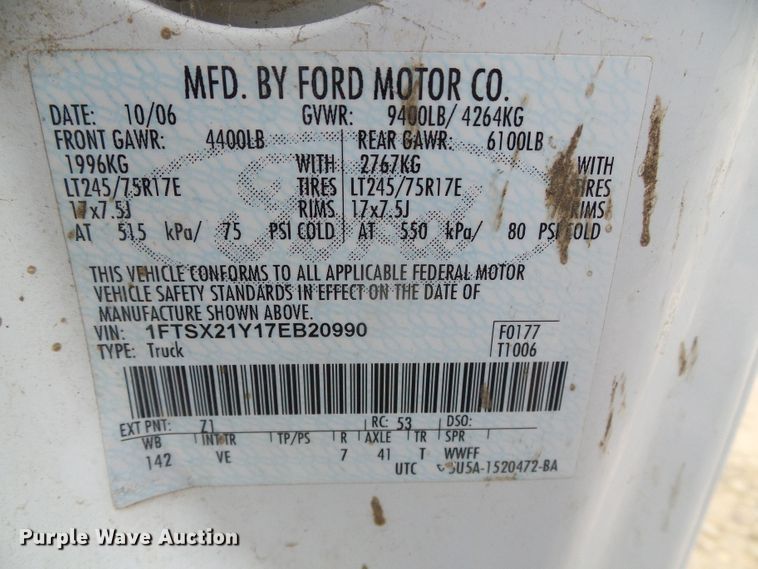 MFD. BY FORD MOTOR CO.
DATE: 10/06 GVWR: 9400LB/ 4264KG
FRONT GAWR: 4400LB REAR GAWR: 6100LB
1996KG WITH 2767KG WITH
LT245/75R17E TIRES LT245/75R17E TIRES
17x7.5J RIMS 17x7.5J RIMS
AT 515 kPa/ 75 PSI COLD AT 550 kPa/ 80 PSI COLD
THIS VEHICLE CONFORMS TO ALL APPLICABLE FEDERAL MOTOR
VEHICLE SAFETY STANDARDS IN EFFECT ON THE DATE OF
MANUFACTURE SHOWN ABOVE.
VIN: 1FTSX21Y17EB20990 F0177
TYPE: Truck T1006
EXT PNT: Z1 RC: 53 DSO:
WB INT TR TP/PS R AXLE TR SPR
142 VE 7 41 T WWFF
UTC 5U5A-1520472-BA
Purple Wave Auction